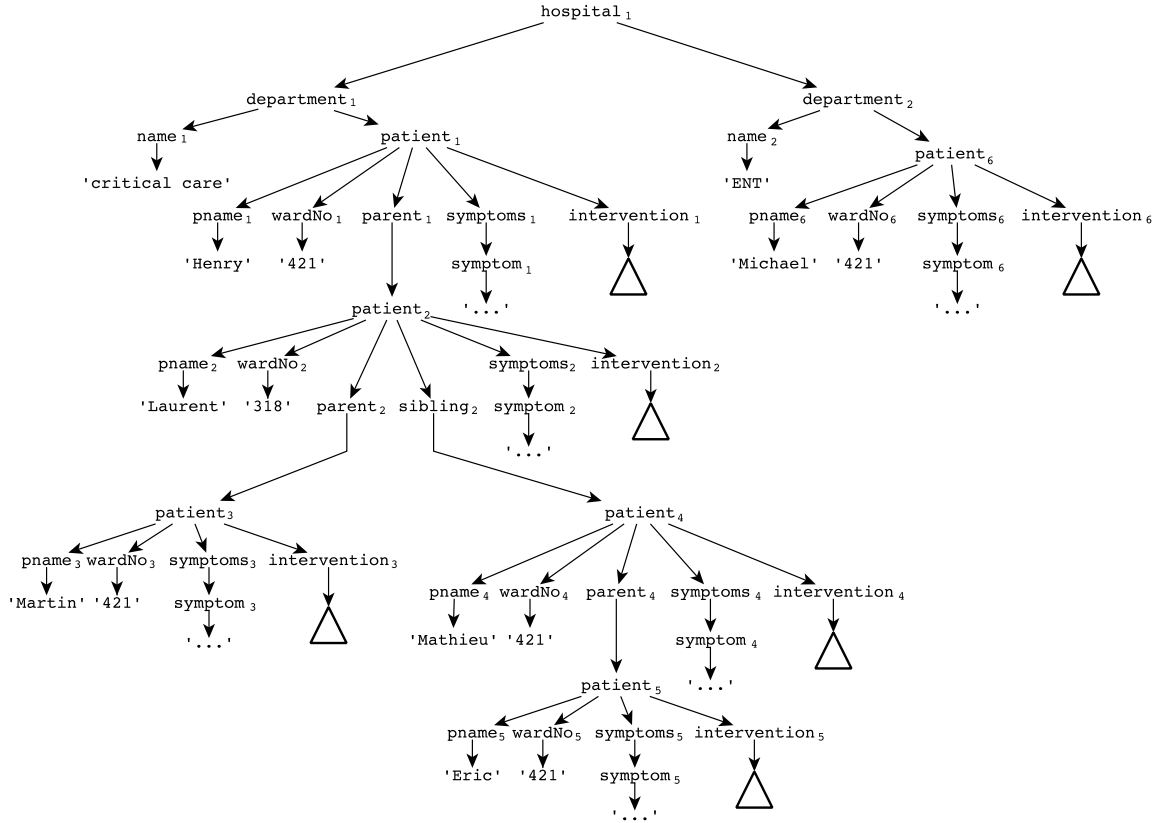 hospital1
department1 department2
name1 patient1 name2 patient6
'critical care' 'ENT'
pname1 wardNo1 parent1 symptoms1 intervention1 pname6 wardNo6 symptoms6 intervention6
'Henry' '421' symptom1 'Michael' '421' symptom6
patient2 '...' '...'
pname2 wardNo2 symptoms2 intervention2
'Laurent' '318' parent2 sibling2 symptom2
'...'
patient3 patient4
pname3 wardNo3 symptoms3 intervention3
pname4 wardNo4 parent4 symptoms4 intervention4
'Martin' '421' symptom3
'...' 'Mathieu' '421' symptom4
patient5 '...'
pname5 wardNo5 symptoms5 intervention5
'Eric' '421' symptom5
'...'